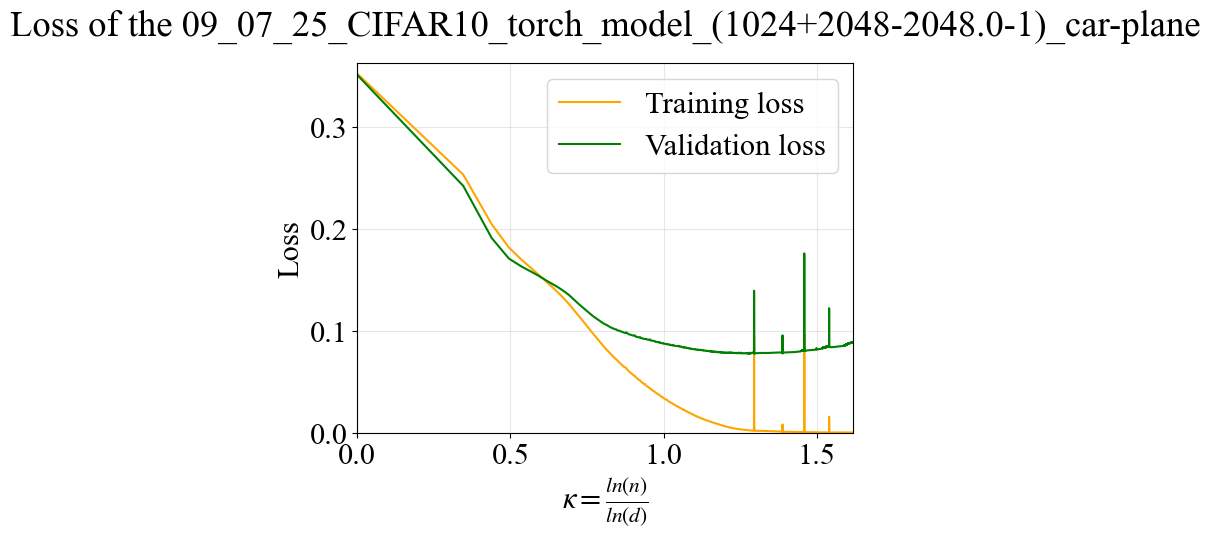 Loss of the 09_07_25_CIFAR10_torch_model_(1024+2048-2048.0-1)_car-plane
Training loss
Validation loss
Loss
0.3
0.2
0.1
0.0
0.0 0.5 1.0 1.5
κ = ln(n) / ln(d)